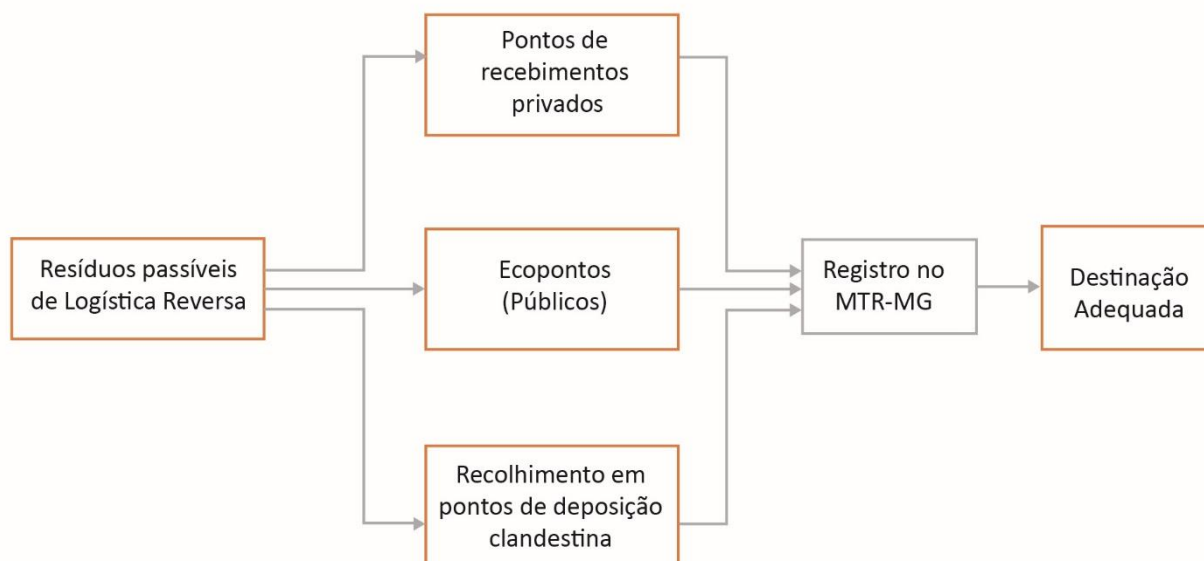 Pontos de
recebimentos
privados
Resíduos passíveis
de Logística Reversa
Ecopontos
(Públicos)
Registro no
MTR-MG
Destinação
Adequada
Recolhimento em
pontos de deposição
clandestina